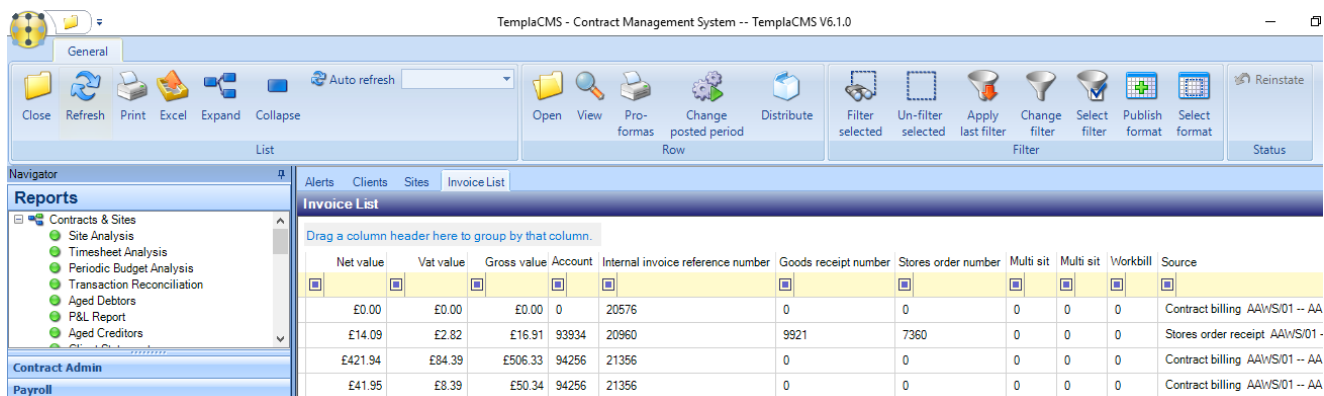 TemplaCMS - Contract Management System -- TemplaCMS V6.1.0
General
Auto refresh
Reinstate
Close Refresh Print Excel Expand Collapse
Open View Pro-formas Change posted period Distribute
Filter selected Un-filter selected Apply last filter Change filter Select filter Publish format Select format
List Row Filter Status
Navigator
Alerts Clients Sites Invoice List
Reports
Invoice List
Contracts & Sites
Site Analysis
Timesheet Analysis
Periodic Budget Analysis
Transaction Reconciliation
Aged Debtors
P&L Report
Aged Creditors
Contract Admin
Payroll
Drag a column header here to group by that column.
Net value Vat value Gross value Account Internal invoice reference number Goods receipt number Stores order number Multi sit Multi sit Workbill Source
£0.00 £0.00 £0.00 0 20576 0 0 0 0 0 Contract billing AAWS/01 -- AA
£14.09 £2.82 £16.91 93934 20960 9921 7360 0 0 0 Stores order receipt AAWS/01 -
£421.94 £84.39 £506.33 94256 21356 0 0 0 0 0 Contract billing AAWS/01 -- AA
£41.95 £8.39 £50.34 94256 21356 0 0 0 0 0 Contract billing AAWS/01 -- AA